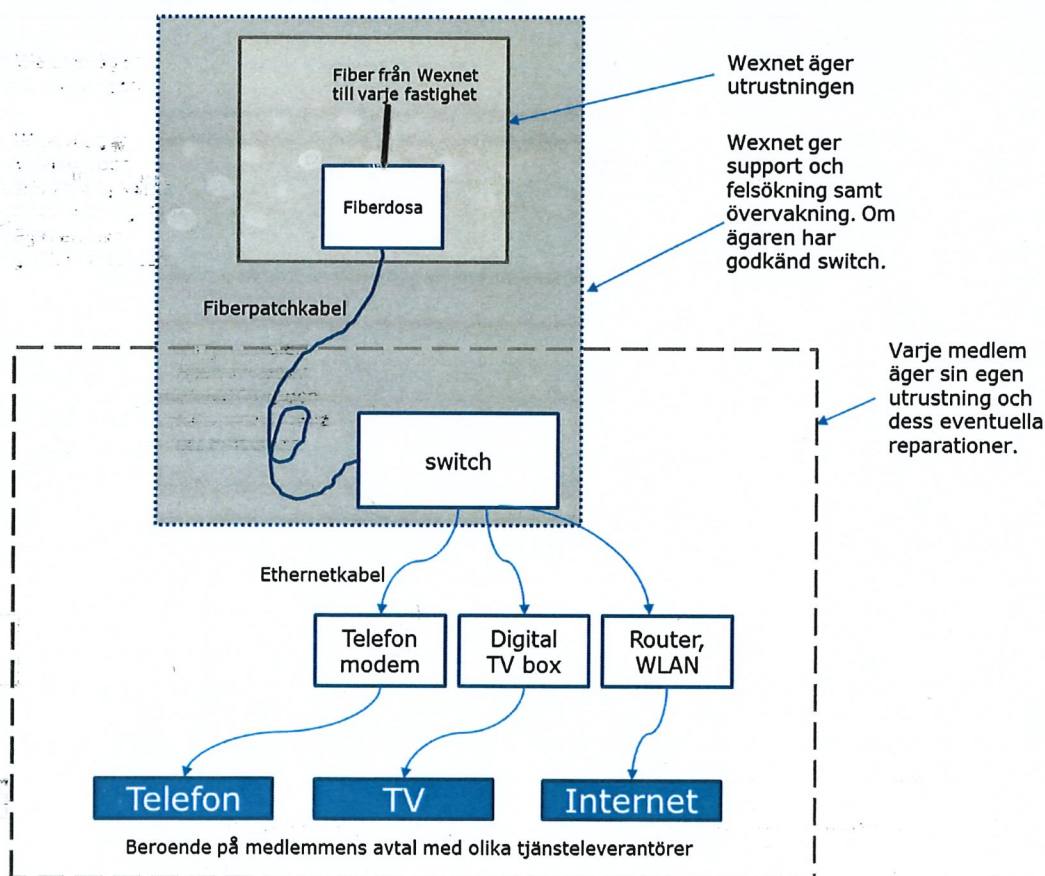 Fiber från Wexnet
till varje fastighet
Wexnet äger
utrustningen
Fiberdosa
Wexnet ger
support och
felsökning samt
övervakning. Om
ägaren har
godkänd switch.
Fiberpatchkabel
Varje medlem
äger sin egen
utrustning och
dess eventuella
reparationer.
switch
Ethernetkabel
Telefon
modem
Digital
TV box
Router,
WLAN
Telefon
TV
Internet
Beroende på medlemmens avtal med olika tjänsteleverantörer